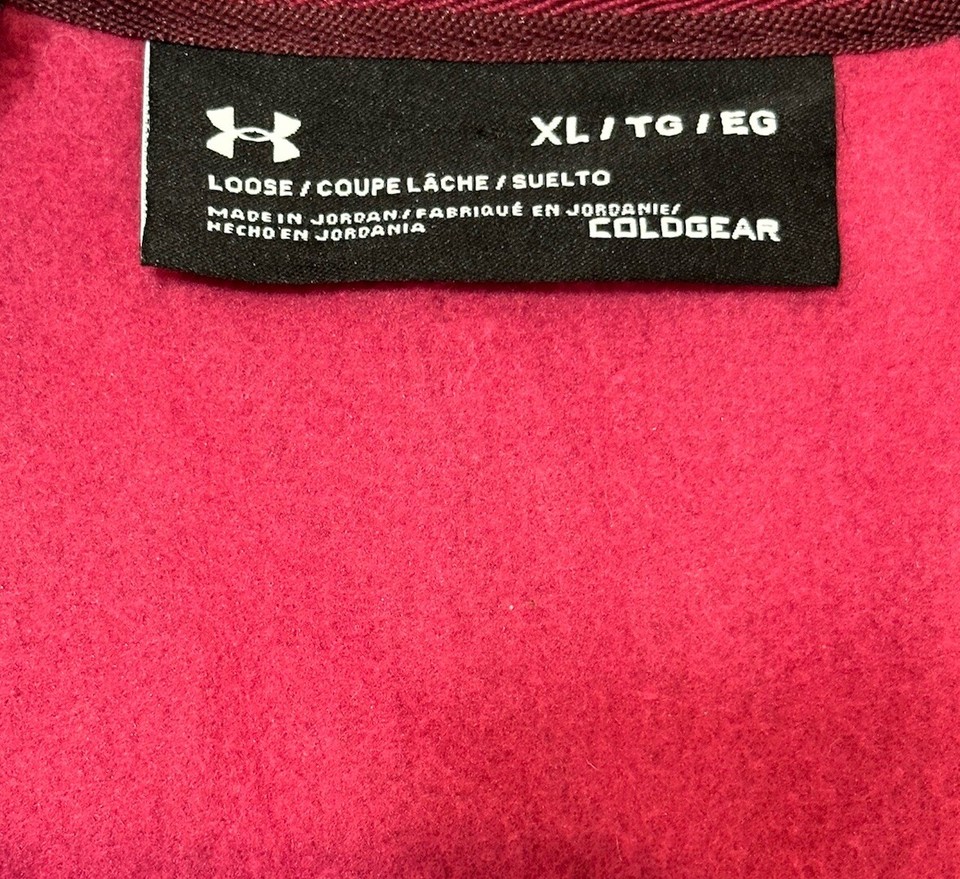 XL / TG / EG
LOOSE / COUPE LÂCHE / SUELTO
MADE IN JORDAN / FABRIQUÉ EN JORDANIE/
HECHO EN JORDANIA
COLDGEAR